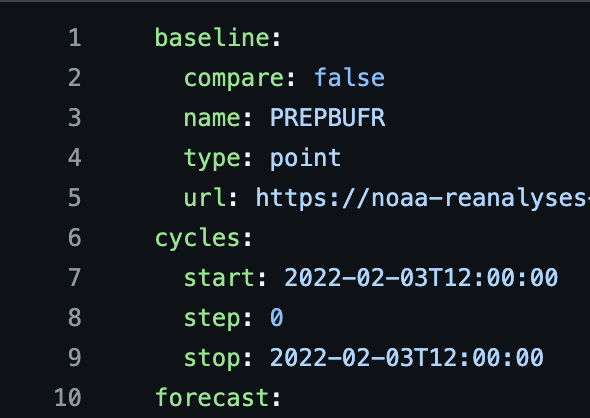 1 baseline:
2 compare: false
3 name: PREPBUFR
4 type: point
5 url: https://noaa-reanalyses-
6 cycles:
7 start: 2022-02-03T12:00:00
8 step: 0
9 stop: 2022-02-03T12:00:00
10 forecast: